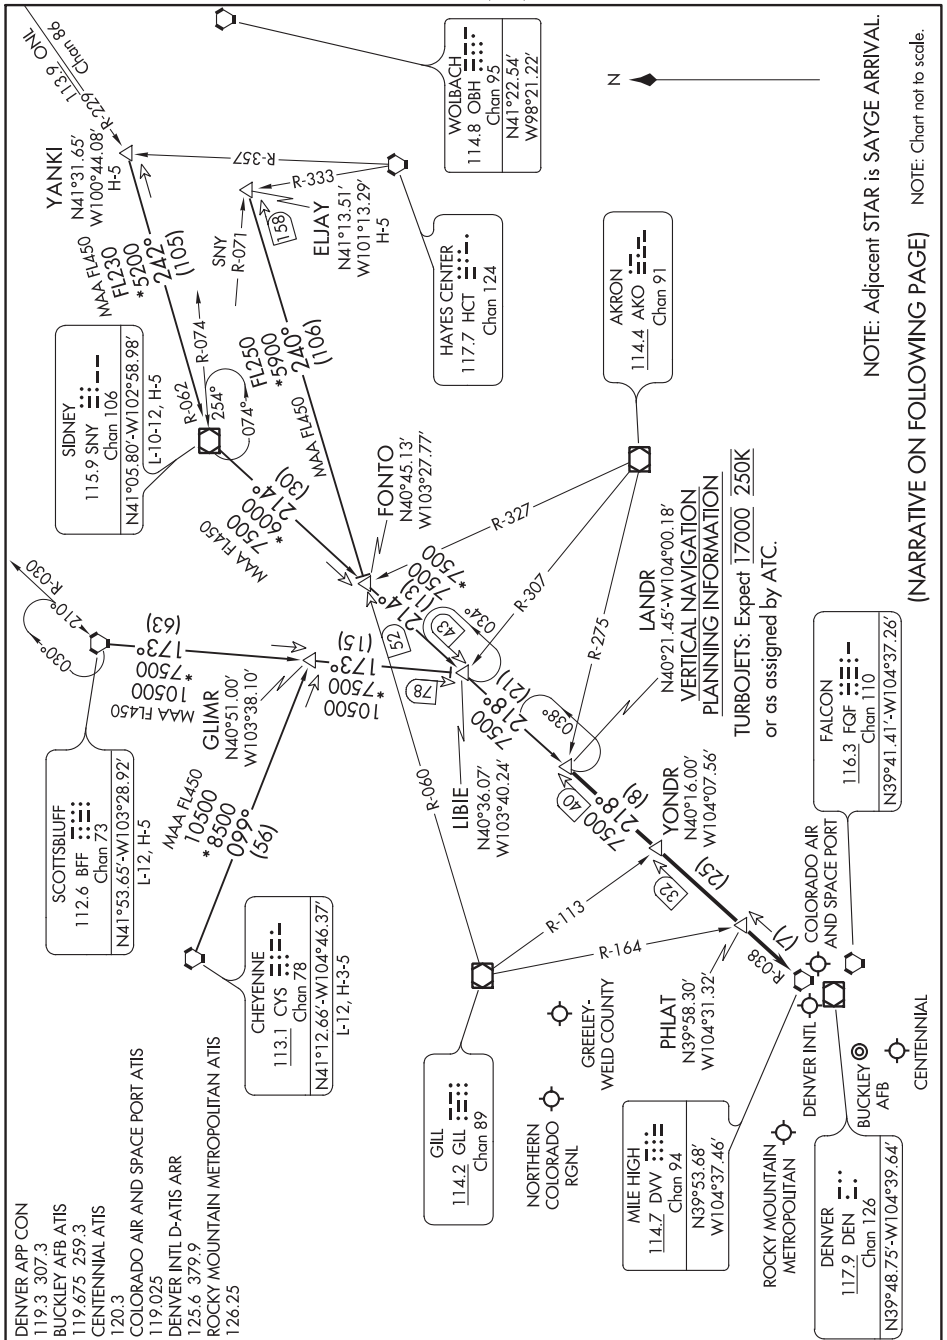 DENVER APP CON
119.3 307.3
BUCKLEY AFB ATIS
119.675 259.3
CENTENNIAL ATIS
120.3
COLORADO AIR AND SPACE PORT ATIS
119.025
DENVER INTL D-ATIS ARR
125.6 379.9
ROCKY MOUNTAIN METROPOLITAN ATIS
126.25
CHEYENNE
113.1 CYS
Chan 78
N41°12.66'-W104°46.37'
L-12, H-3-5
MAA FL450
10500
*8500
099°
(56)
SCOTTSBLUFF
112.6 BFF
Chan 73
N41°53.65'-W103°28.92'
L-12, H-5
030°
210°
R-030
MAA FL450
10500
*7500
173°
(63)
GLIMR
N40°51.00'
W103°38.10'
10500
*7500
173°
(15)
78
SIDNEY
115.9 SNY
Chan 106
N41°05.80'-W102°58.98'
L-10-12, H-5
R-062
R-074
254°
074°
MAA FL450
FL230
*5200
242°
(105)
YANKI
N41°31.65'
W100°44.08'
H-5
R-229
113.9 ONL
Chan 86
R-357
R-333
SNY
R-071
158
ELJAY
N41°13.51'
W101°13.29'
H-5
FL250
*5900
240°
(106)
MAA FL450
WOLBACH
114.8 OBH
Chan 95
N41°22.54'
W98°21.22'
HAYES CENTER
117.7 HCT
Chan 124
N
MAA FL450
7500
*6000
214°
(30)
FONTO
N40°45.13'
W103°27.77'
7500
*7500
214°
(13)
52
43
034°
R-327
R-307
R-275
AKRON
114.4 AKO
Chan 91
LIBIE
N40°36.07'
W103°40.24'
7500
218°
(21)
038°
40
LANDR
N40°21.45'-W104°00.18'
VERTICAL NAVIGATION
PLANNING INFORMATION
TURBOJETS: Expect 17000 250K
or as assigned by ATC.
7500
218°
(8)
YONDR
N40°16.00'
W104°07.56'
32
(25)
R-060
R-113
R-164
GILL
114.2 GLL
Chan 89
PHLAT
N39°58.30'
W104°31.32'
(7)
R-038
GREELEY-
WELD COUNTY
NORTHERN
COLORADO
RGNL
MILE HIGH
114.7 DVV
Chan 94
N39°53.68'
W104°37.46'
ROCKY MOUNTAIN
METROPOLITAN
DENVER INTL
COLORADO AIR
AND SPACE PORT
BUCKLEY
AFB
CENTENNIAL
DENVER
117.9 DEN
Chan 126
N39°48.75'-W104°39.64'
FALCON
116.3 FQF
Chan 110
N39°41.41'-W104°37.26'
NOTE: Adjacent STAR is SAYGE ARRIVAL.
(NARRATIVE ON FOLLOWING PAGE)
NOTE: Chart not to scale.